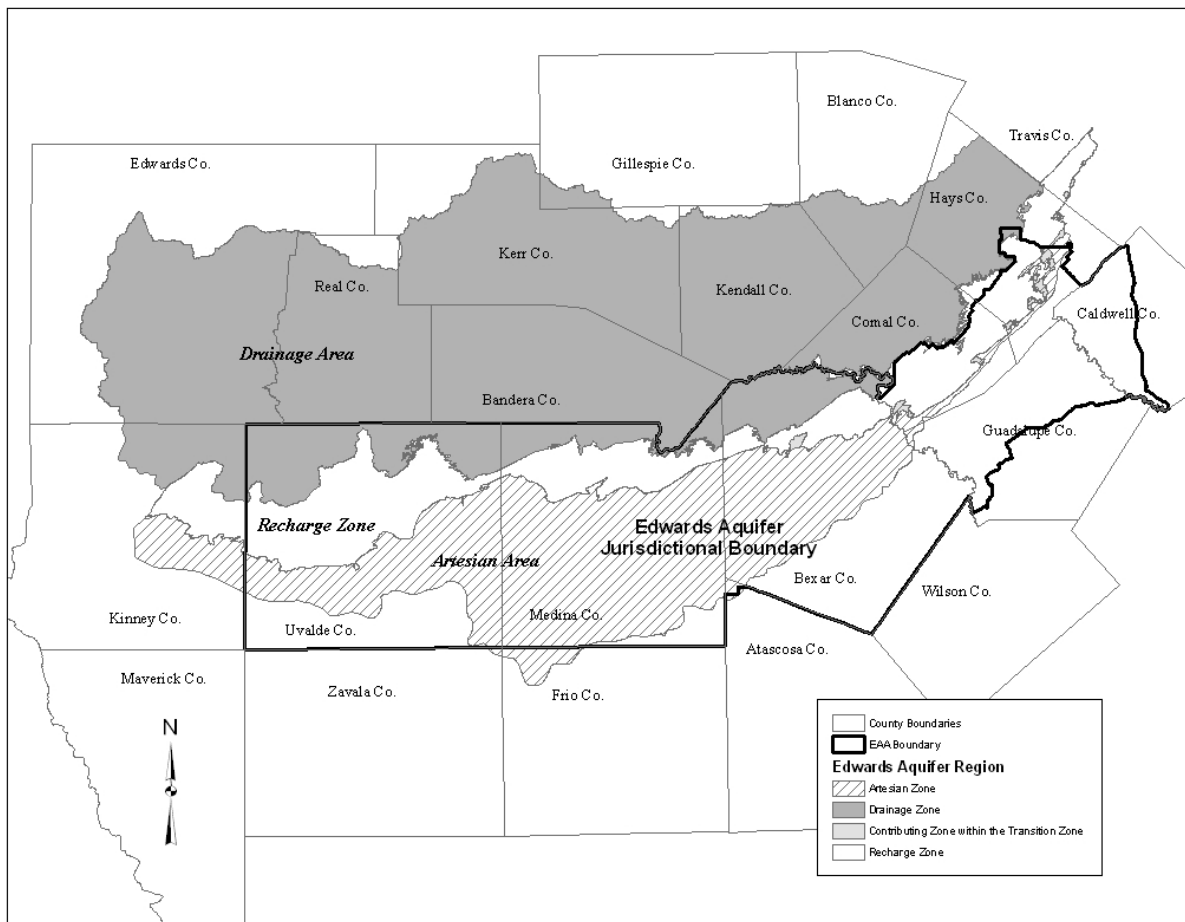 Blanco Co.
Travis Co.
Edwards Co.
Gillespie Co.
Hays Co.
Kerr Co.
Real Co.
Kendall Co.
Comal Co.
Caldwell Co.
Drainage Area
Bandera Co.
Guadalupe Co.
Recharge Zone
Edwards Aquifer
Jurisdictional Boundary
Artesian Area
Bexar Co.
Wilson Co.
Kinney Co.
Uvalde Co.
Medina Co.
Atascosa Co.
Maverick Co.
Zavala Co.
Frio Co.
N
County Boundaries
EAA Boundary
Edwards Aquifer Region
Artesian Zone
Drainage Zone
Contributing Zone within the Transition Zone
Recharge Zone